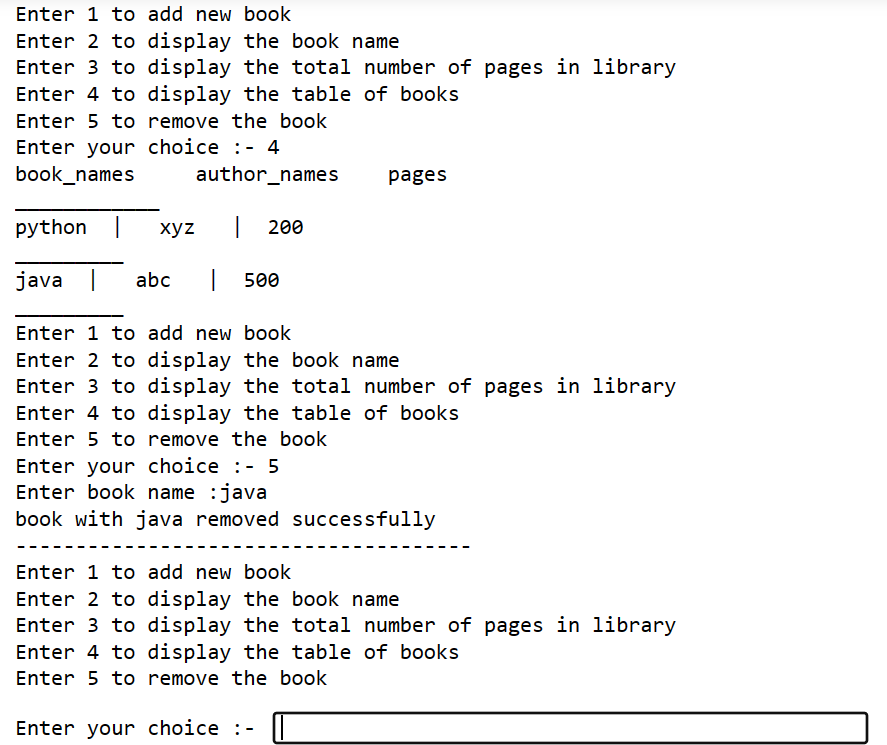 Enter 1 to add new book
Enter 2 to display the book name
Enter 3 to display the total number of pages in library
Enter 4 to display the table of books
Enter 5 to remove the book
Enter your choice :- 4
book_names     author_names    pages
____________
python  |   xyz   |  200
_________
java  |   abc   |  500
_________
Enter 1 to add new book
Enter 2 to display the book name
Enter 3 to display the total number of pages in library
Enter 4 to display the table of books
Enter 5 to remove the book
Enter your choice :- 5
Enter book name :java
book with java removed successfully
--------------------------------------
Enter 1 to add new book
Enter 2 to display the book name
Enter 3 to display the total number of pages in library
Enter 4 to display the table of books
Enter 5 to remove the book
Enter your choice :-